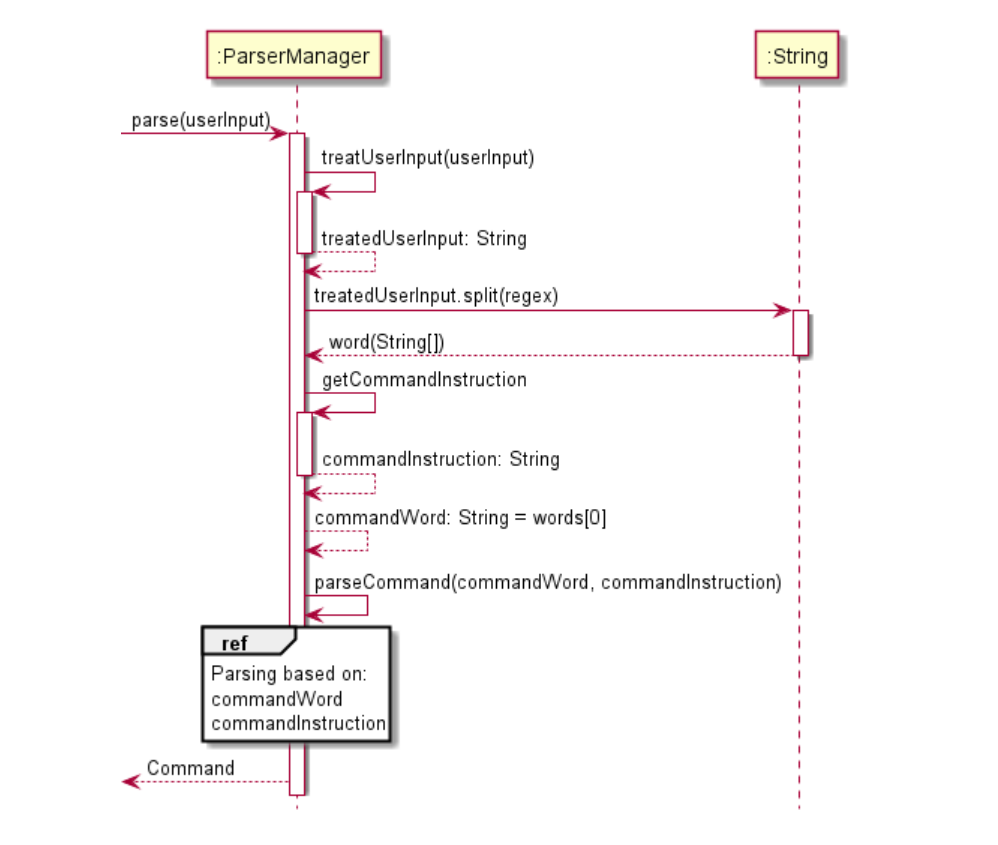 :ParserManager
:String
parse(userInput)
treatUserInput(userInput)
treatedUserInput: String
treatedUserInput.split(regex)
word(String[])
getCommandInstruction
commandInstruction: String
commandWord: String = words[0]
parseCommand(commandWord, commandInstruction)
ref
Parsing based on:
commandWord
commandInstruction
Command